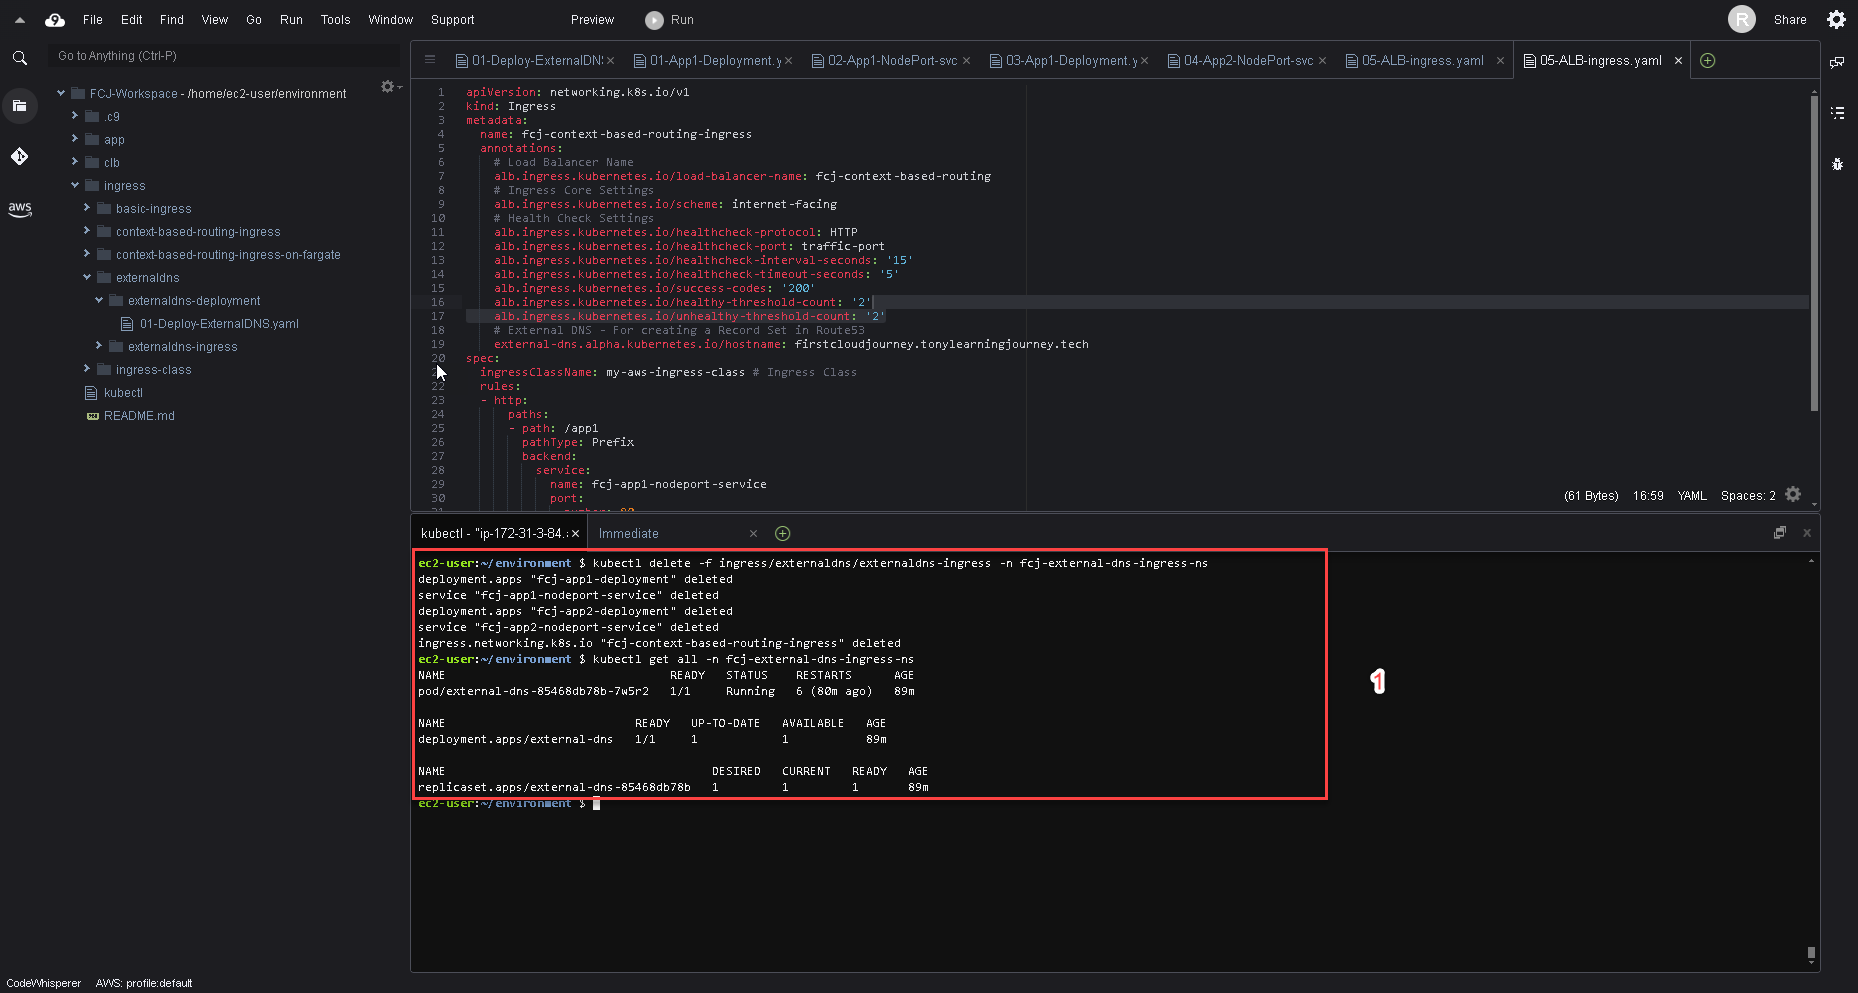 File Edit Find View Go Run Tools Window Support Preview Run R Share
Go to Anything (Ctrl-P)
01-Deploy-ExternalDN 01-App1-Deployment.y 02-App1-NodePort-svc 03-App1-Deployment.y 04-App2-NodePort-svc 05-ALB-ingress.yaml 05-ALB-ingress.yaml
FCJ-Workspace - /home/ec2-user/environment
.c9
app
clb
ingress
basic-ingress
context-based-routing-ingress
context-based-routing-ingress-on-fargate
externaldns
externaldns-deployment
01-Deploy-ExternalDNS.yaml
externaldns-ingress
ingress-class
kubectl
README.md
aws
1 apiVersion: networking.k8s.io/v1
2 kind: Ingress
3 metadata:
4 name: fcj-context-based-routing-ingress
5 annotations:
6 # Load Balancer Name
7 alb.ingress.kubernetes.io/load-balancer-name: fcj-context-based-routing
8 # Ingress Core Settings
9 alb.ingress.kubernetes.io/scheme: internet-facing
10 # Health Check Settings
11 alb.ingress.kubernetes.io/healthcheck-protocol: HTTP
12 alb.ingress.kubernetes.io/healthcheck-port: traffic-port
13 alb.ingress.kubernetes.io/healthcheck-interval-seconds: '15'
14 alb.ingress.kubernetes.io/healthcheck-timeout-seconds: '5'
15 alb.ingress.kubernetes.io/success-codes: '200'
16 alb.ingress.kubernetes.io/healthy-threshold-count: '2'
17 alb.ingress.kubernetes.io/unhealthy-threshold-count: '2'
18 # External DNS - For creating a Record Set in Route53
19 external-dns.alpha.kubernetes.io/hostname: firstcloudjourney.tonylearningjourney.tech
20 spec:
ingressClassName: my-aws-ingress-class # Ingress Class
22 rules:
23 - http:
24 paths:
25 - path: /app1
26 pathType: Prefix
27 backend:
28 service:
29 name: fcj-app1-nodeport-service
30 port:
(61 Bytes) 16:59 YAML Spaces: 2
kubectl - "ip-172-31-3-84. Immediate
ec2-user:~/environment $ kubectl delete -f ingress/externaldns/externaldns-ingress -n fcj-external-dns-ingress-ns
deployment.apps "fcj-app1-deployment" deleted
service "fcj-app1-nodeport-service" deleted
deployment.apps "fcj-app2-deployment" deleted
service "fcj-app2-nodeport-service" deleted
ingress.networking.k8s.io "fcj-context-based-routing-ingress" deleted
ec2-user:~/environment $ kubectl get all -n fcj-external-dns-ingress-ns
NAME READY STATUS RESTARTS AGE
pod/external-dns-85468db78b-7w5r2 1/1 Running 6 (80m ago) 89m
NAME READY UP-TO-DATE AVAILABLE AGE
deployment.apps/external-dns 1/1 1 1 89m
NAME DESIRED CURRENT READY AGE
replicaset.apps/external-dns-85468db78b 1 1 1 89m
ec2-user:~/environment $
1
CodeWhisperer AWS: profile:default